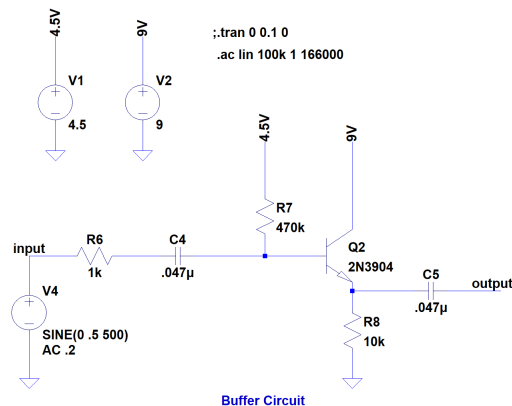 4.5V
9V
;.tran 0 0.1 0
.ac lin 100k 1 166000
V1
4.5
V2
9
4.5V
9V
R7
470k
input
R6
1k
C4
.047µ
Q2
2N3904
V4
SINE(0 .5 500)
AC .2
C5
.047µ
output
R8
10k
Buffer Circuit